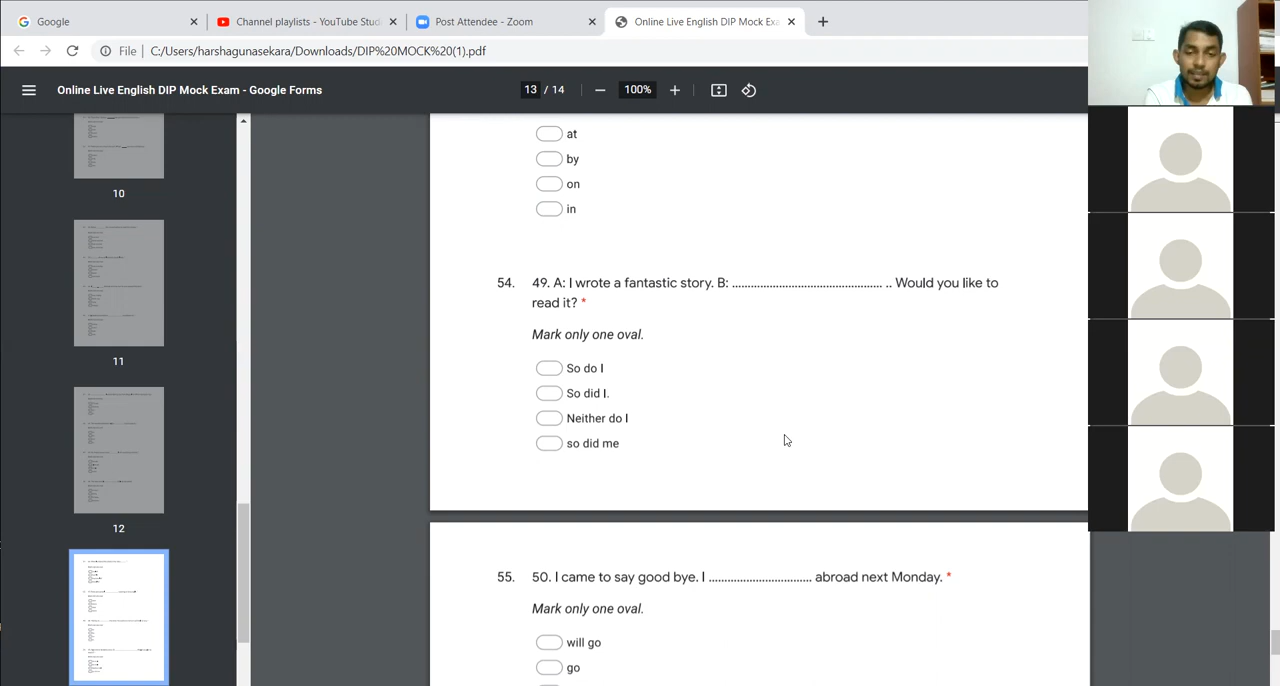 Google
Channel playlists - YouTube Stud
Post Attendee - Zoom
Online Live English DIP Mock Exa
File
C:/Users/harshagunasekara/Downloads/DIP%20MOCK%20(1).pdf
Online Live English DIP Mock Exam - Google Forms
13 / 14
100%
10
11
12
at
by
on
in
54. 49. A: I wrote a fantastic story. B: ............................................ .. Would you like to
read it? *
Mark only one oval.
So do I
So did I.
Neither do I
so did me
55. 50. I came to say good bye. I ............................... abroad next Monday. *
Mark only one oval.
will go
go